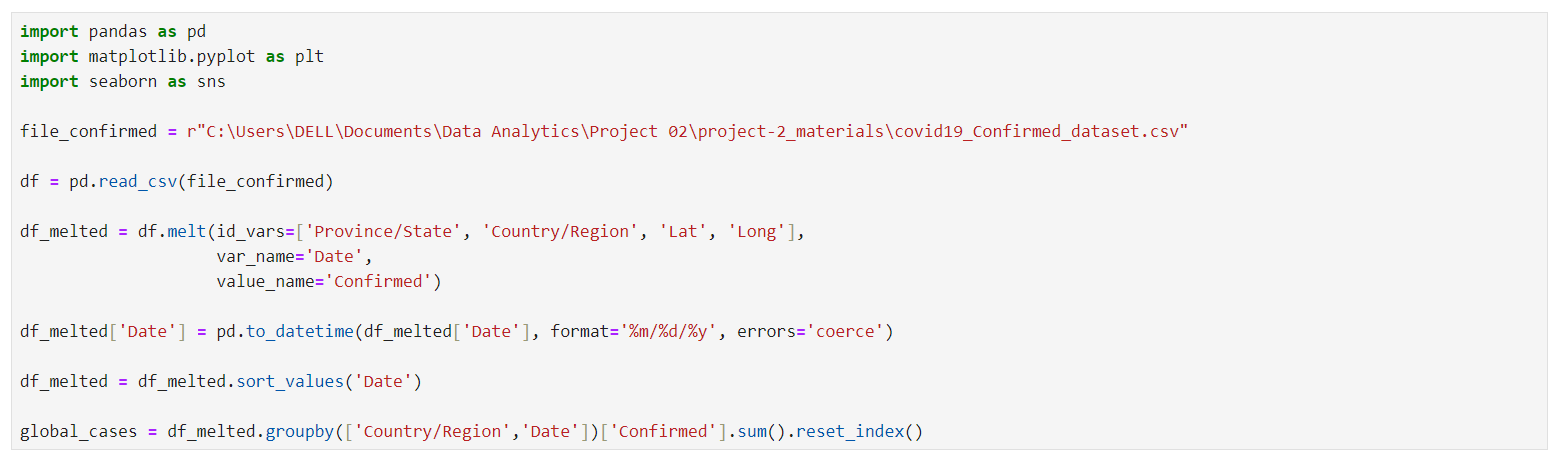 import pandas as pd
import matplotlib.pyplot as plt
import seaborn as sns
file_confirmed = r"C:\Users\DELL\Documents\Data Analytics\Project 02\project-2_materials\covid19_Confirmed_dataset.csv"
df = pd.read_csv(file_confirmed)
df_melted = df.melt(id_vars=['Province/State', 'Country/Region', 'Lat', 'Long'],
                    var_name='Date',
                    value_name='Confirmed')
df_melted['Date'] = pd.to_datetime(df_melted['Date'], format='%m/%d/%y', errors='coerce')
df_melted = df_melted.sort_values('Date')
global_cases = df_melted.groupby(['Country/Region','Date'])['Confirmed'].sum().reset_index()